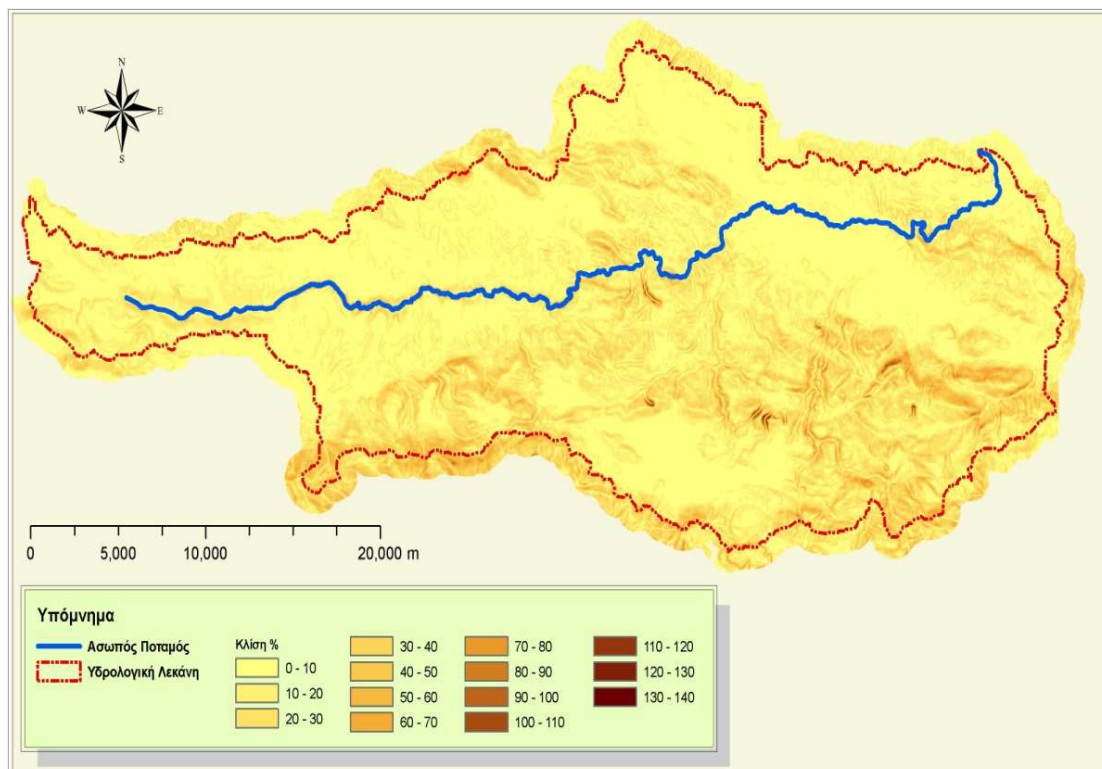 N
W E
S
0 5,000 10,000 20,000 m
Υπόμνημα
Ασωπός Ποταμός
Υδρολογική Λεκάνη
Κλίση %
0 - 10
10 - 20
20 - 30
30 - 40
40 - 50
50 - 60
60 - 70
70 - 80
80 - 90
90 - 100
100 - 110
110 - 120
120 - 130
130 - 140